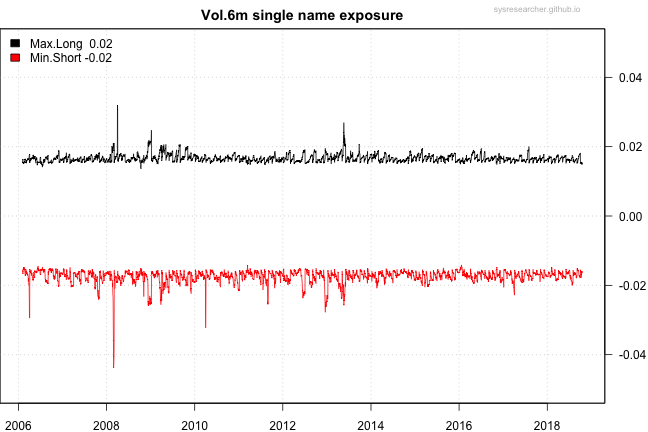 Vol.6m single name exposure
sysresearcher.github.io
Max.Long 0.02
Min.Short -0.02
0.04
0.02
0.00
-0.02
-0.04
2006 2008 2010 2012 2014 2016 2018